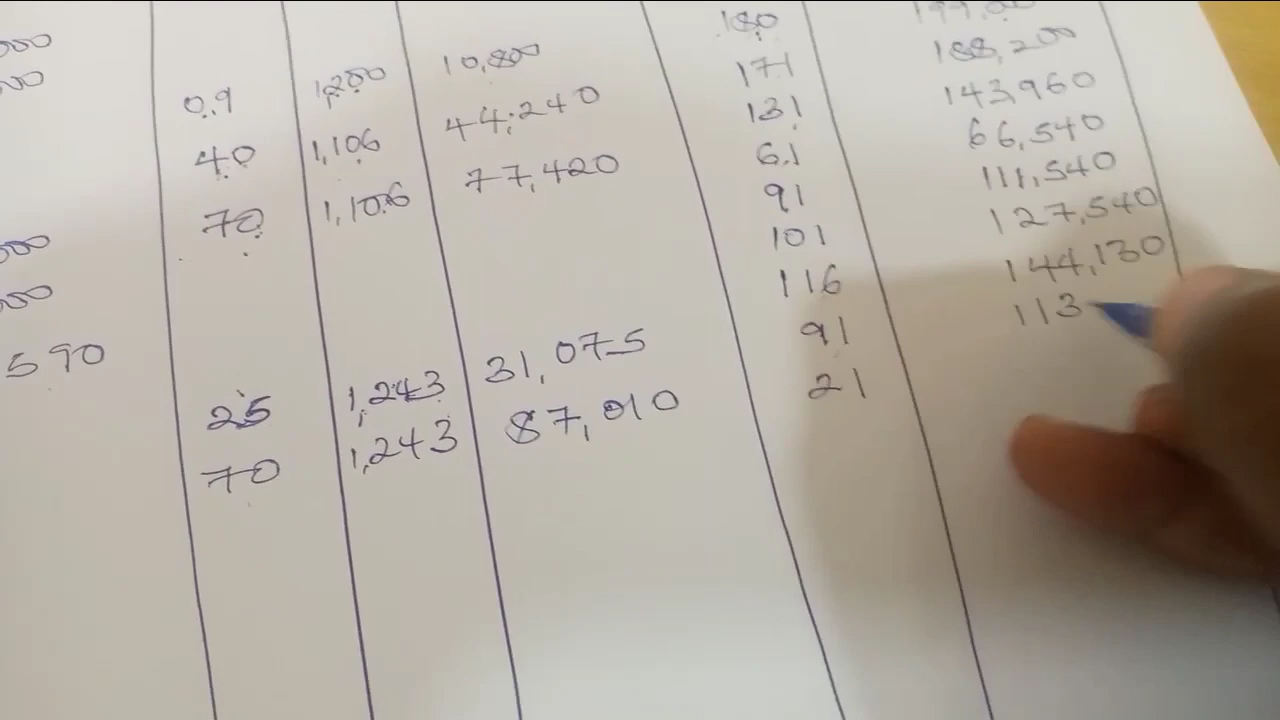 180
000 188,200
0.9 1,200 10,800 171 143,960
40 1,106 44,240 131 66,540
70 1,106 77,420 61 111,540
91 127,540
101 144,130
116 113
590 25 1,243 31,075 91
70 1,243 87,010 21